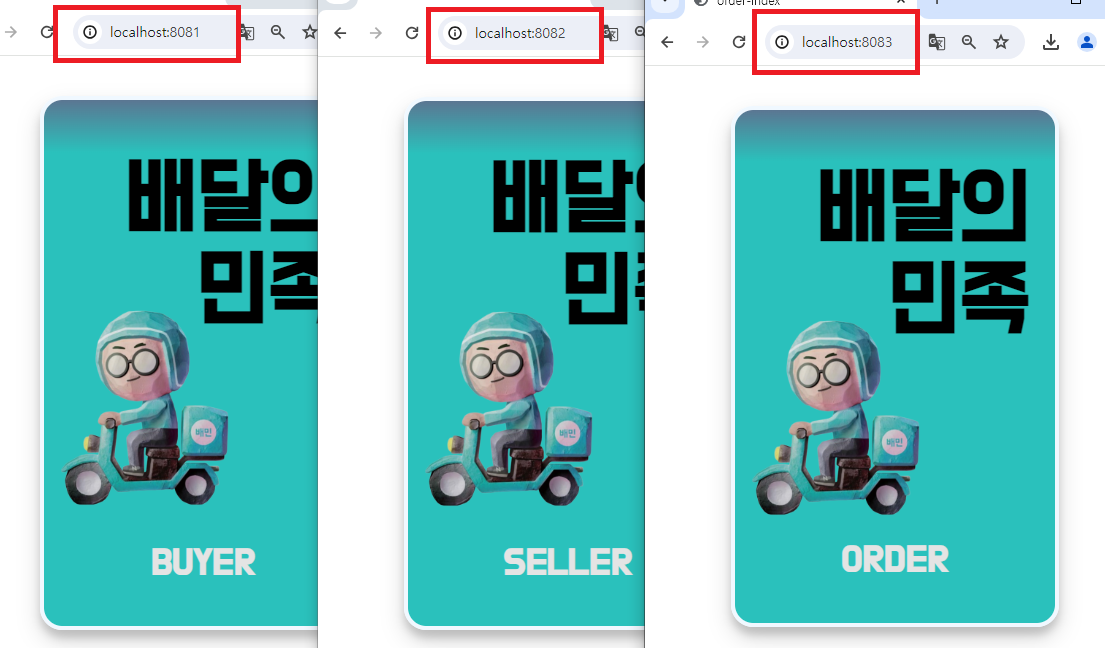 localhost:8081
배달의
민족
배민
BUYER
localhost:8082
배달의
민족
배민
SELLER
order-index
localhost:8083
배달의
민족
배민
ORDER